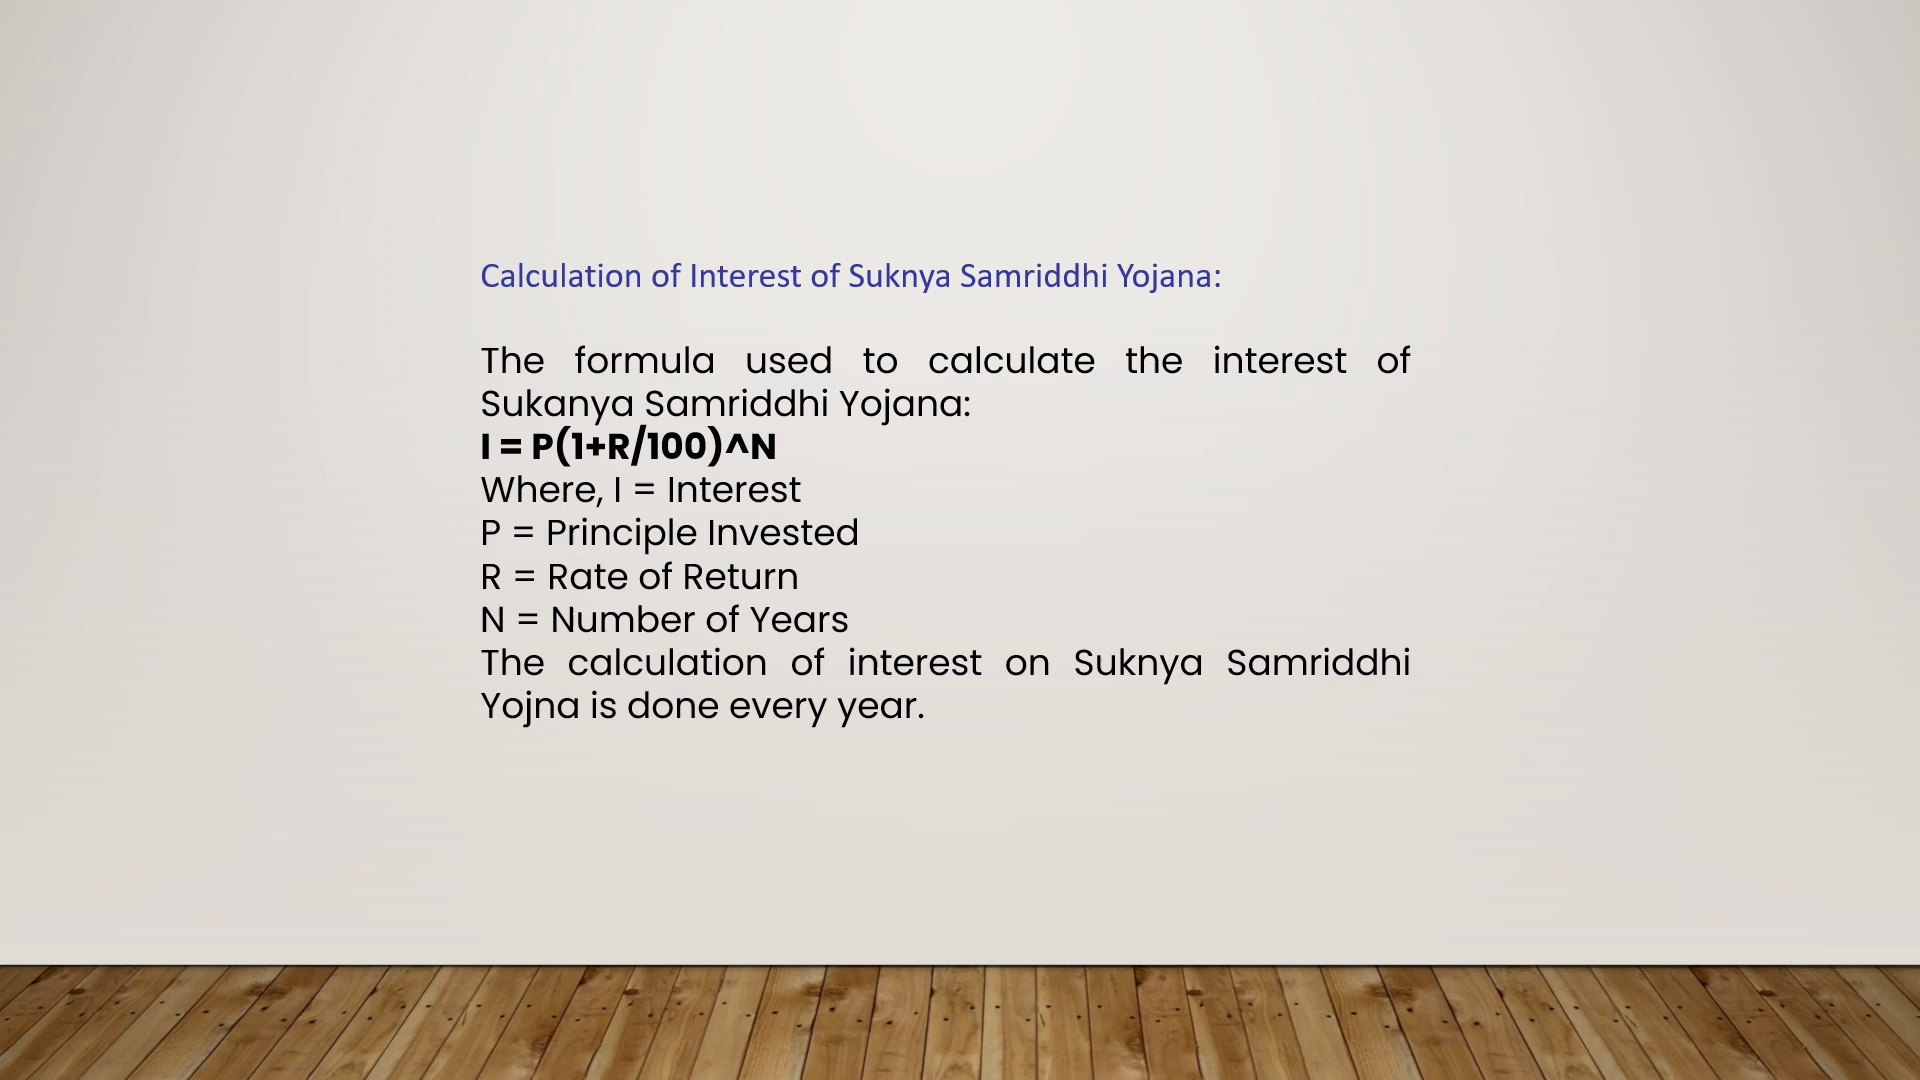 Calculation of Interest of Suknya Samriddhi Yojana:
The formula used to calculate the interest of
Sukanya Samriddhi Yojana:
I = P(1+R/100)^N
Where, I = Interest
P = Principle Invested
R = Rate of Return
N = Number of Years
The calculation of interest on Suknya Samriddhi
Yojna is done every year.